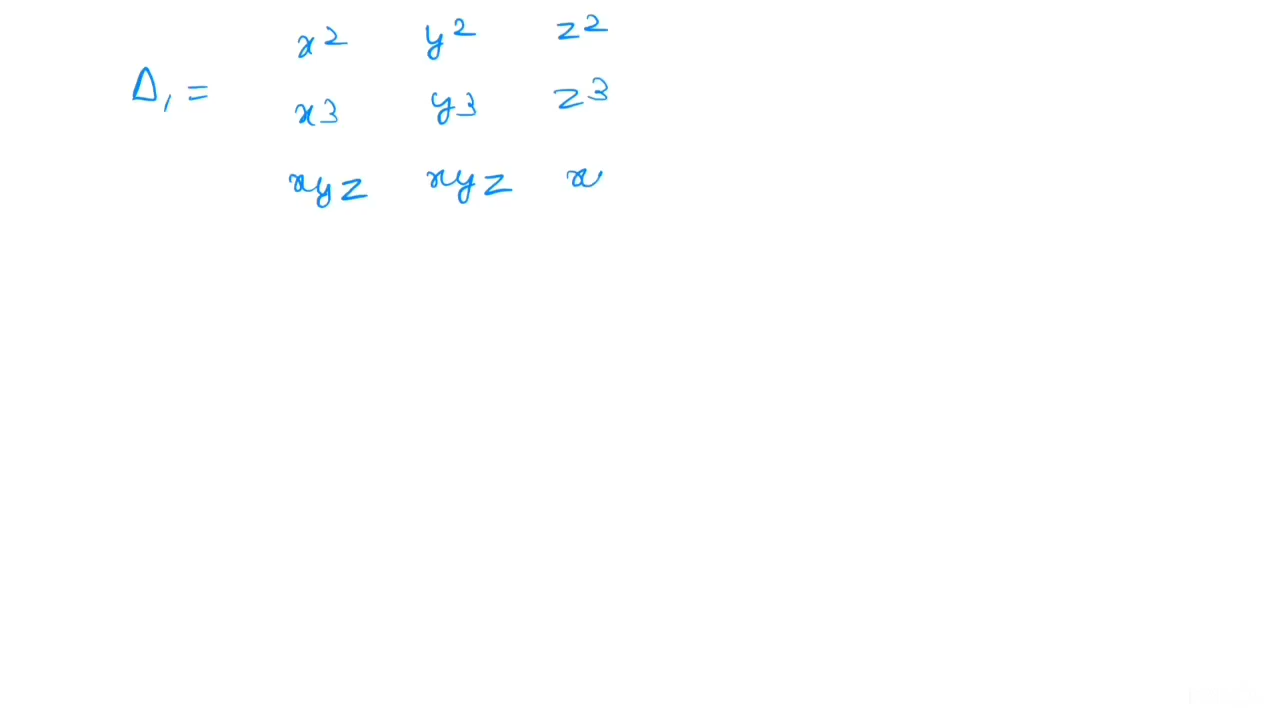 x² y² z²
Δ₁ =
x³ y³ z³
xyz xyz x